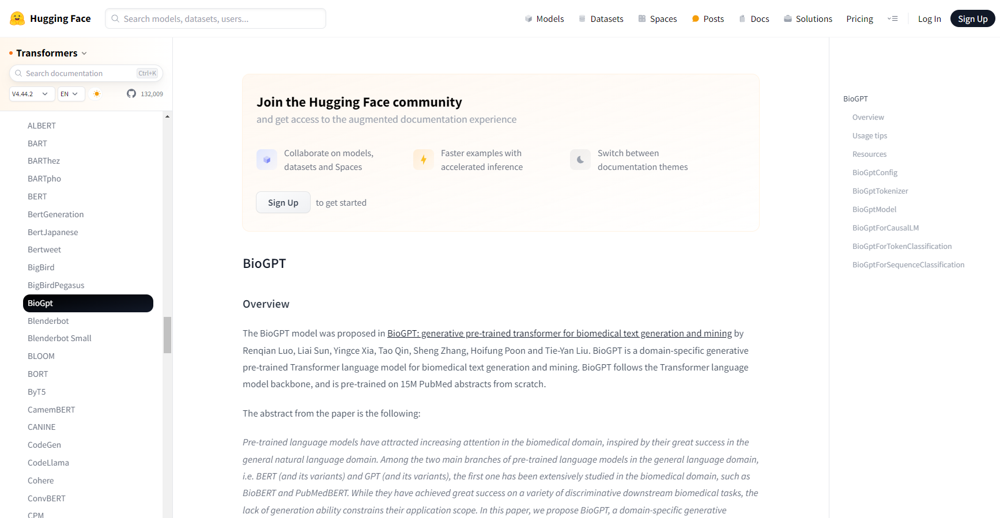 Hugging Face
Search models, datasets, users...
Models
Datasets
Spaces
Posts
Docs
Solutions
Pricing
Log In
Sign Up
Transformers
Search documentation
Ctrl+K
V4.44.2
EN
132,009
ALBERT
BART
BARThez
BARTpho
BERT
BertGeneration
BertJapanese
Bertweet
BigBird
BigBirdPegasus
BioGpt
Blenderbot
Blenderbot Small
BLOOM
BORT
ByT5
CamemBERT
CANINE
CodeGen
CodeLlama
Cohere
ConvBERT
CPM
Join the Hugging Face community
and get access to the augmented documentation experience
Collaborate on models,
datasets and Spaces
Faster examples with
accelerated inference
Switch between
documentation themes
Sign Up
to get started
BioGPT
Overview
The BioGPT model was proposed in BioGPT: generative pre-trained transformer for biomedical text generation and mining by
Renqian Luo, Liai Sun, Yingce Xia, Tao Qin, Sheng Zhang, Hoifung Poon and Tie-Yan Liu. BioGPT is a domain-specific generative
pre-trained Transformer language model for biomedical text generation and mining. BioGPT follows the Transformer language
model backbone, and is pre-trained on 15M PubMed abstracts from scratch.
The abstract from the paper is the following:
Pre-trained language models have attracted increasing attention in the biomedical domain, inspired by their great success in the
general natural language domain. Among the two main branches of pre-trained language models in the general language domain,
i.e. BERT (and its variants) and GPT (and its variants), the first one has been extensively studied in the biomedical domain, such as
BioBERT and PubMedBERT. While they have achieved great success on a variety of discriminative downstream biomedical tasks, the
lack of generation ability constrains their application scope. In this paper, we propose BioGPT, a domain-specific generative
BioGPT
Overview
Usage tips
Resources
BioGptConfig
BioGptTokenizer
BioGptModel
BioGptForCausalLM
BioGptForTokenClassification
BioGptForSequenceClassification